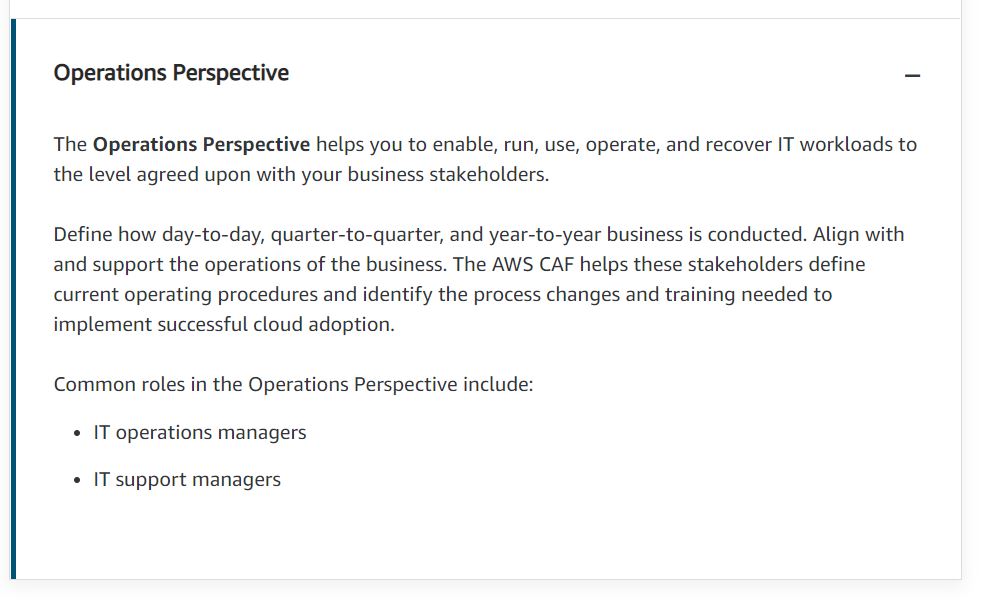 Operations Perspective
The Operations Perspective helps you to enable, run, use, operate, and recover IT workloads to
the level agreed upon with your business stakeholders.
Define how day-to-day, quarter-to-quarter, and year-to-year business is conducted. Align with
and support the operations of the business. The AWS CAF helps these stakeholders define
current operating procedures and identify the process changes and training needed to
implement successful cloud adoption.
Common roles in the Operations Perspective include:
• IT operations managers
• IT support managers